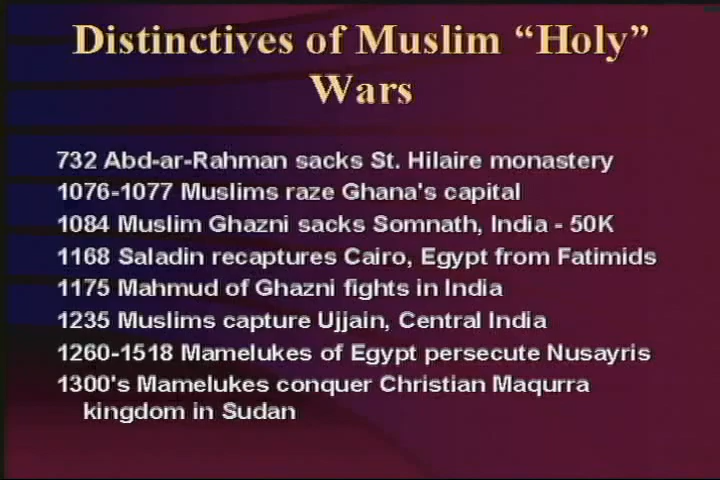 Distinctives of Muslim “Holy”
Wars
732 Abd-ar-Rahman sacks St. Hilaire monastery
1076-1077 Muslims raze Ghana's capital
1084 Muslim Ghazni sacks Somnath, India - 50K
1168 Saladin recaptures Cairo, Egypt from Fatimids
1175 Mahmud of Ghazni fights in India
1235 Muslims capture Ujjain, Central India
1260-1518 Mamelukes of Egypt persecute Nusayris
1300's Mamelukes conquer Christian Maqurra
kingdom in Sudan